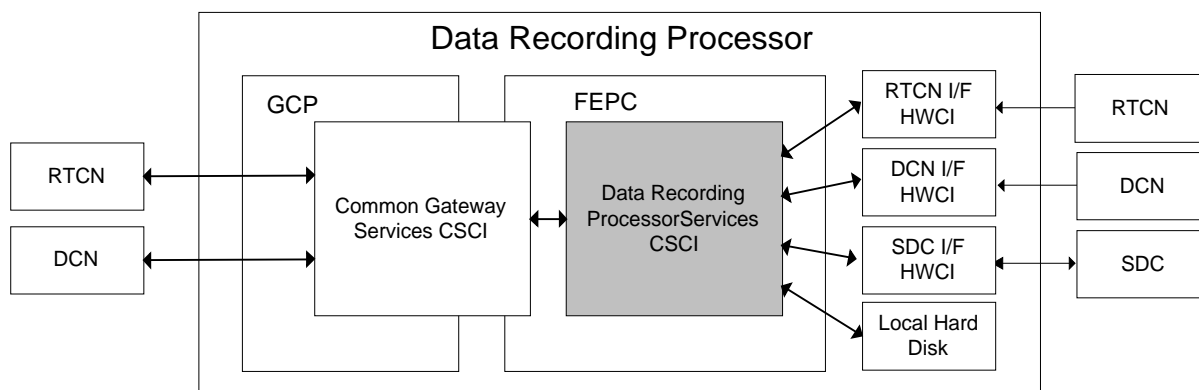 Data Recording Processor
GCP
FEPC
RTCN
DCN
Common Gateway
Services CSCI
Data Recording
ProcessorServices
CSCI
RTCN I/F
HWCI
DCN I/F
HWCI
SDC I/F
HWCI
Local Hard
Disk
RTCN
DCN
SDC